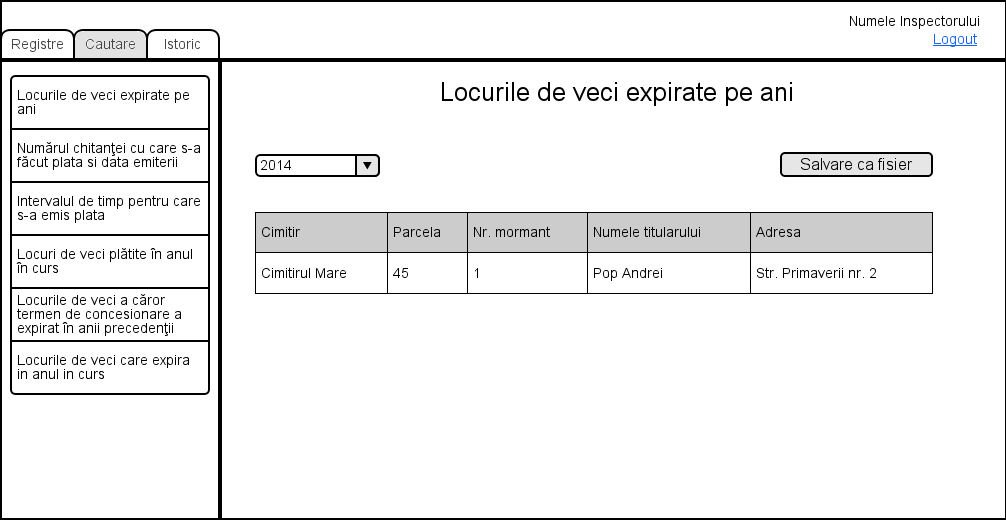 Numele Inspectorului
Logout
Registre Cautare Istoric
Locurile de veci expirate pe
ani
Numărul chitanţei cu care s-a
făcut plata si data emiterii
Intervalul de timp pentru care
s-a emis plata
Locuri de veci plătite în anul
în curs
Locurile de veci a căror
termen de concesionare a
expirat în anii precedenţii
Locurile de veci care expira
in anul in curs
Locurile de veci expirate pe ani
2014
Salvare ca fisier
Cimitir Parcela Nr. mormant Numele titularului Adresa
Cimitirul Mare 45 1 Pop Andrei Str. Primaverii nr. 2